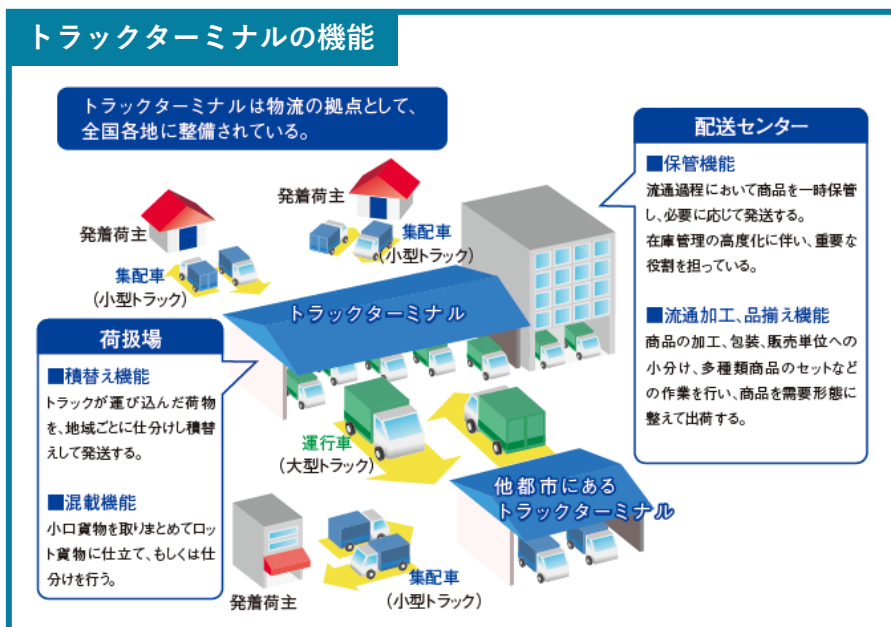 トラックターミナルの機能
トラックターミナルは物流の拠点として、
全国各地に整備されている。
発着荷主
集配車
(小型トラック)
発着荷主
集配車
(小型トラック)
トラックターミナル
配送センター
■保管機能
流通過程において商品を一時保管
し、必要に応じて発送する。
在庫管理の高度化に伴い、重要な
役割を担っている。
■流通加工、品揃え機能
商品の加工、包装、販売単位への
小分け、多種類商品のセットなど
の作業を行い、商品を需要形態に
整えて出荷する。
荷扱場
■積替え機能
トラックが運び込んだ荷物
を、地域ごとに仕分けし積替
えして発送する。
■混載機能
小口貨物を取りまとめてロッ
ト貨物に仕立て、もしくは仕
分けを行う。
運行車
(大型トラック)
他都市にある
トラックターミナル
発着荷主
集配車
(小型トラック)